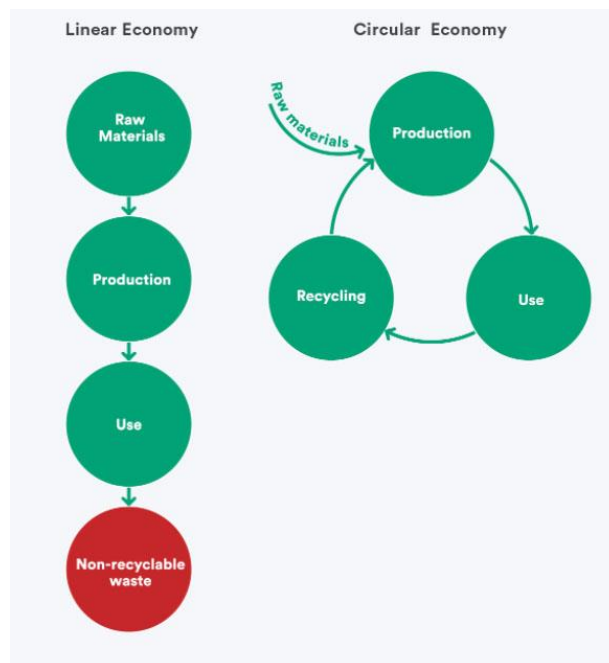 Linear Economy
Raw
Materials
Production
Use
Non-recyclable
waste
Circular Economy
Raw materials
Production
Use
Recycling